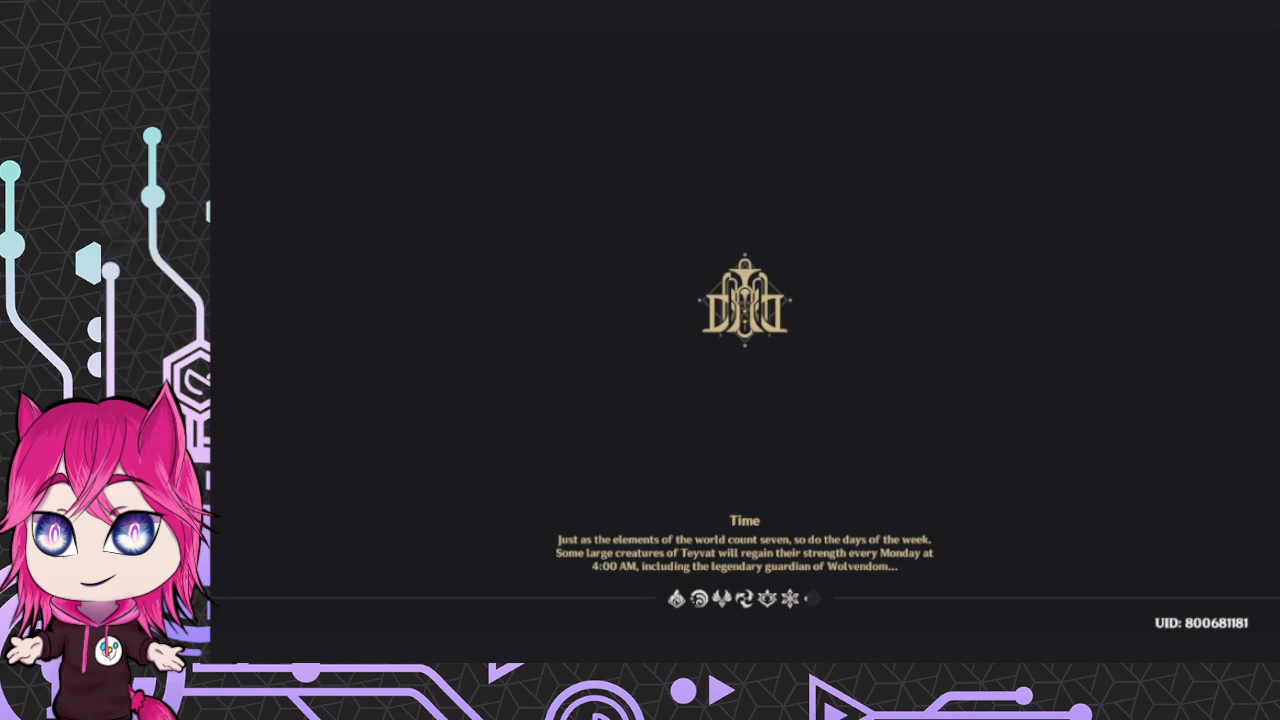 Time
Just as the elements of the world count seven, so do the days of the week.
Some large creatures of Teyvat will regain their strength every Monday at
4:00 AM, including the legendary guardian of Wolvendom...
UID: 800681181